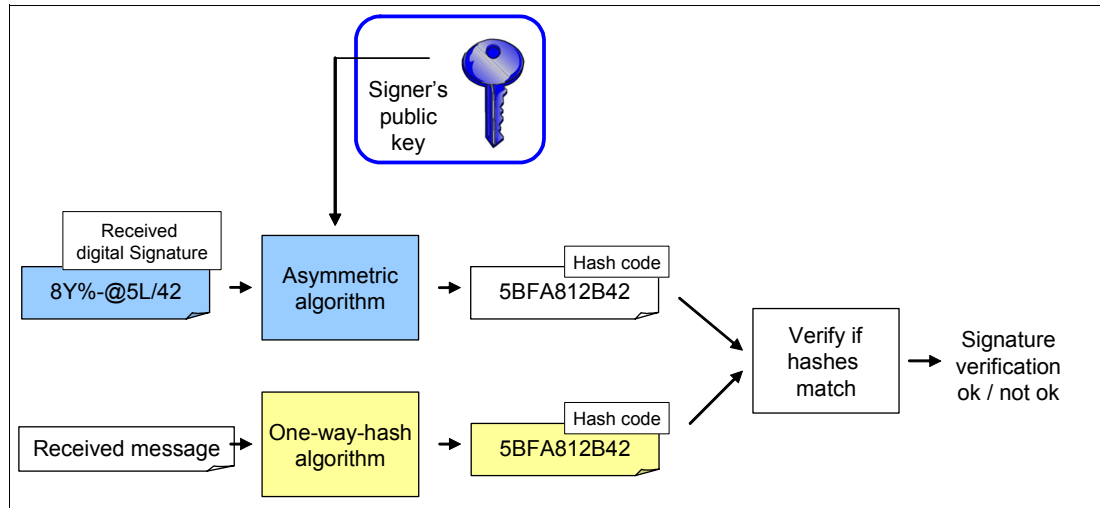 Signer's
public
key
Received
digital Signature
8Y%-@5L/42
Asymmetric
algorithm
Hash code
5BFA812B42
Verify if
hashes
match
Signature
verification
ok / not ok
Received message
One-way-hash
algorithm
Hash code
5BFA812B42